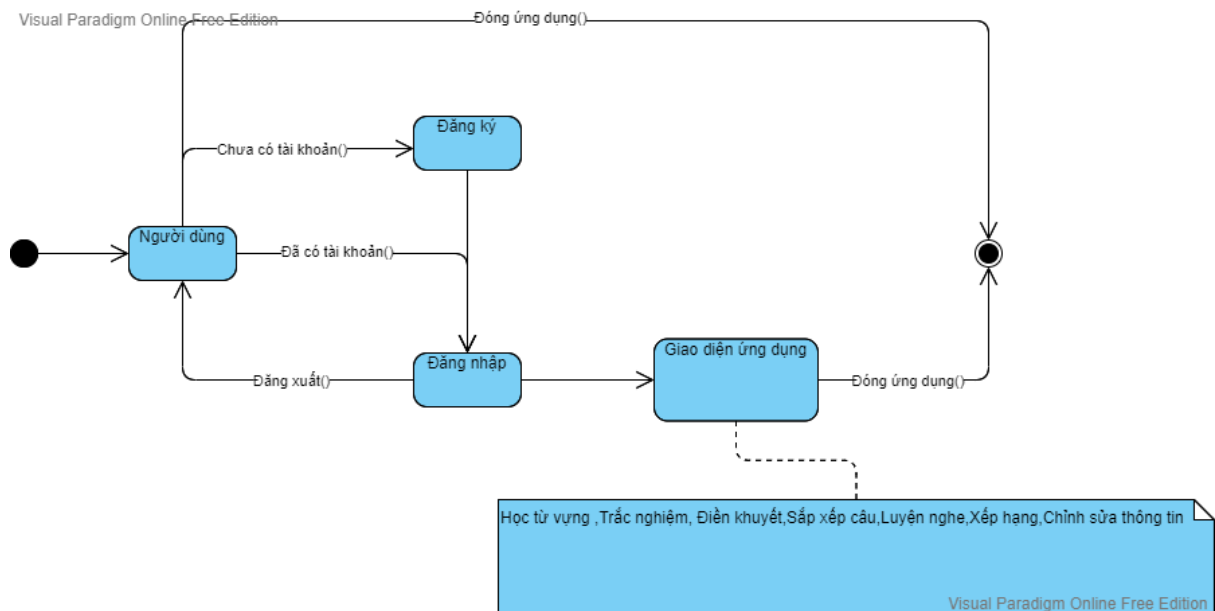 Visual Paradigm Online Free Edition
Đóng ứng dụng()
Đăng ký
Chưa có tài khoản()
Người dùng
Đã có tài khoản()
Giao diện ứng dụng
Đăng nhập
Đăng xuất()
Đóng ứng dụng()
Học từ vựng ,Trắc nghiệm, Điền khuyết,Sắp xếp câu,Luyện nghe,Xếp hạng,Chỉnh sửa thông tin
Visual Paradigm Online Free Edition